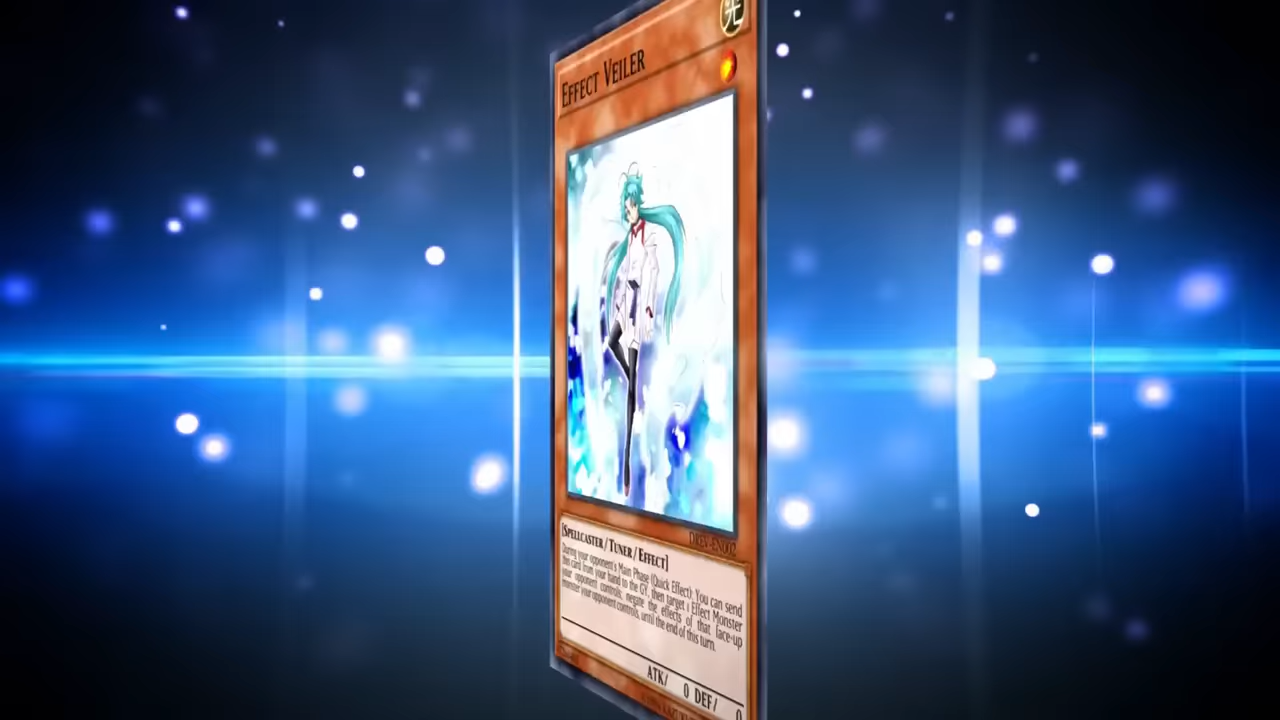 Effect Veiler
光
DREV-EN002
[Spellcaster / Tuner / Effect]
During your opponent's Main Phase (Quick Effect): You can send
this card from your hand to the GY, then target 1 Effect Monster
your opponent controls; negate the effects of that face-up
monster your opponent controls, until the end of this turn.
ATK/ 0 DEF/ 0